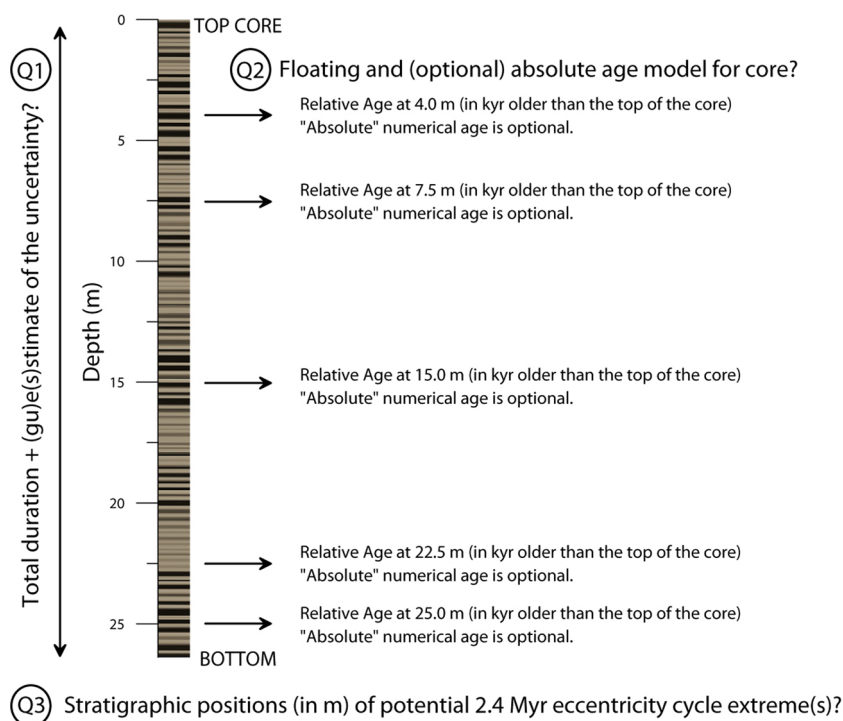 0
TOP CORE
Q1
Total duration + (gu)e(s)stimate of the uncertainty?
Q2
Floating and (optional) absolute age model for core?
Relative Age at 4.0 m (in kyr older than the top of the core)
"Absolute" numerical age is optional.
5
Relative Age at 7.5 m (in kyr older than the top of the core)
"Absolute" numerical age is optional.
10
Depth (m)
15
Relative Age at 15.0 m (in kyr older than the top of the core)
"Absolute" numerical age is optional.
20
Relative Age at 22.5 m (in kyr older than the top of the core)
"Absolute" numerical age is optional.
25
Relative Age at 25.0 m (in kyr older than the top of the core)
"Absolute" numerical age is optional.
BOTTOM
Q3
Stratigraphic positions (in m) of potential 2.4 Myr eccentricity cycle extreme(s)?